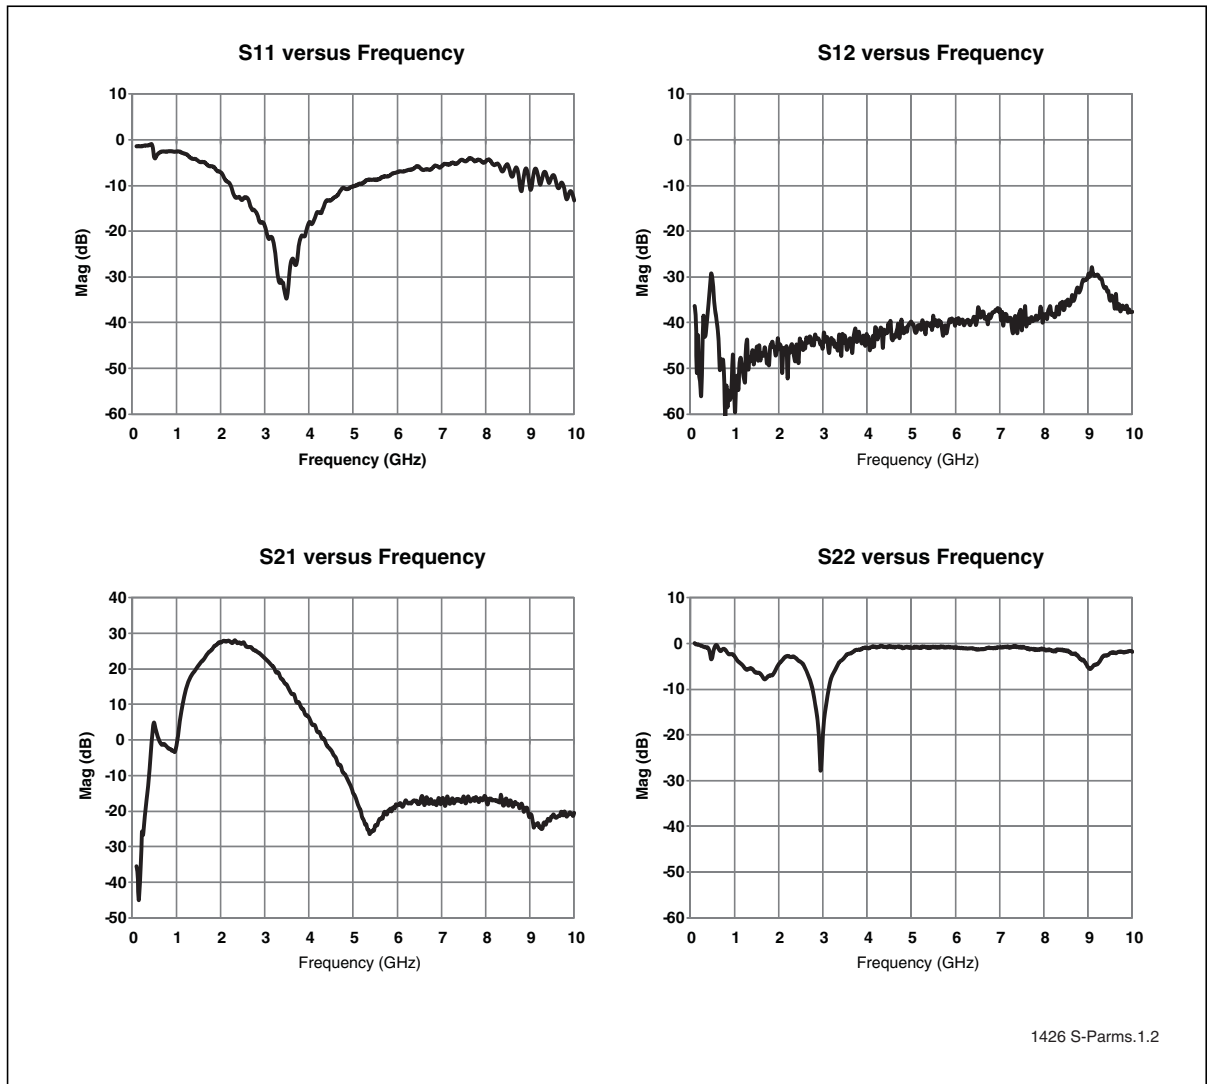 S11 versus Frequency
10
0
-10
-20
-30
-40
-50
-60
Mag (dB)
0 1 2 3 4 5 6 7 8 9 10
Frequency (GHz)
S12 versus Frequency
10
0
-10
-20
-30
-40
-50
-60
Mag (dB)
0 1 2 3 4 5 6 7 8 9 10
Frequency (GHz)
S21 versus Frequency
40
30
20
10
0
-10
-20
-30
-40
-50
Mag (dB)
0 1 2 3 4 5 6 7 8 9 10
Frequency (GHz)
S22 versus Frequency
10
0
-10
-20
-30
-40
-50
-60
Mag (dB)
0 1 2 3 4 5 6 7 8 9 10
Frequency (GHz)
1426 S-Parms.1.2